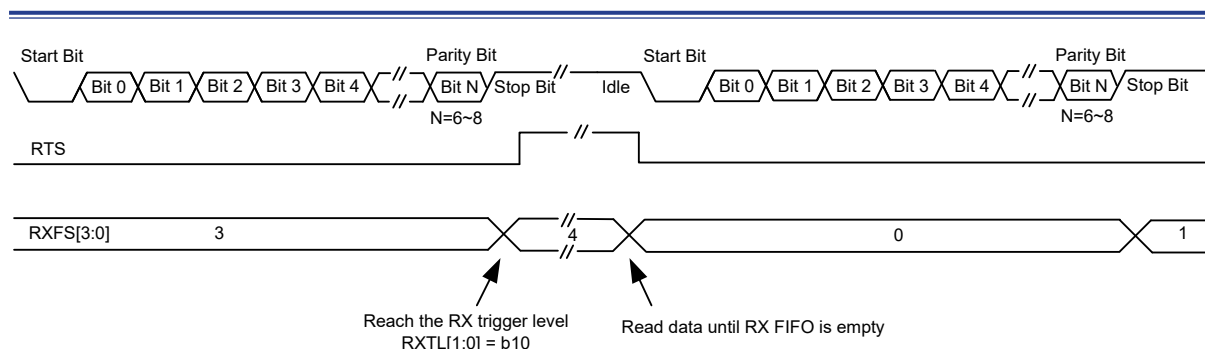 Start Bit Parity Bit Start Bit Parity Bit
Bit 0 Bit 1 Bit 2 Bit 3 Bit 4 Bit N Stop Bit Idle Bit 0 Bit 1 Bit 2 Bit 3 Bit 4 Bit N Stop Bit
N=6~8 N=6~8
RTS
RXFS[3:0] 3 4 0 1
Reach the RX trigger level
RXTL[1:0] = b10
Read data until RX FIFO is empty